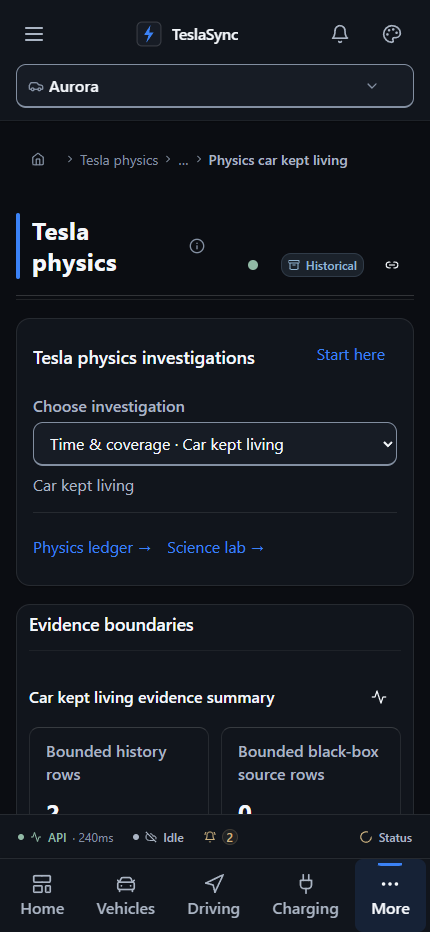 TeslaSync
Aurora
Tesla physics
...
Physics car kept living
Tesla
physics
Historical
Tesla physics investigations
Start here
Choose investigation
Time & coverage · Car kept living
Car kept living
Physics ledger →
Science lab →
Evidence boundaries
Car kept living evidence summary
Bounded history
rows
Bounded black-box
source rows
2
0
API · 240ms
Idle
2
Status
Home
Vehicles
Driving
Charging
More